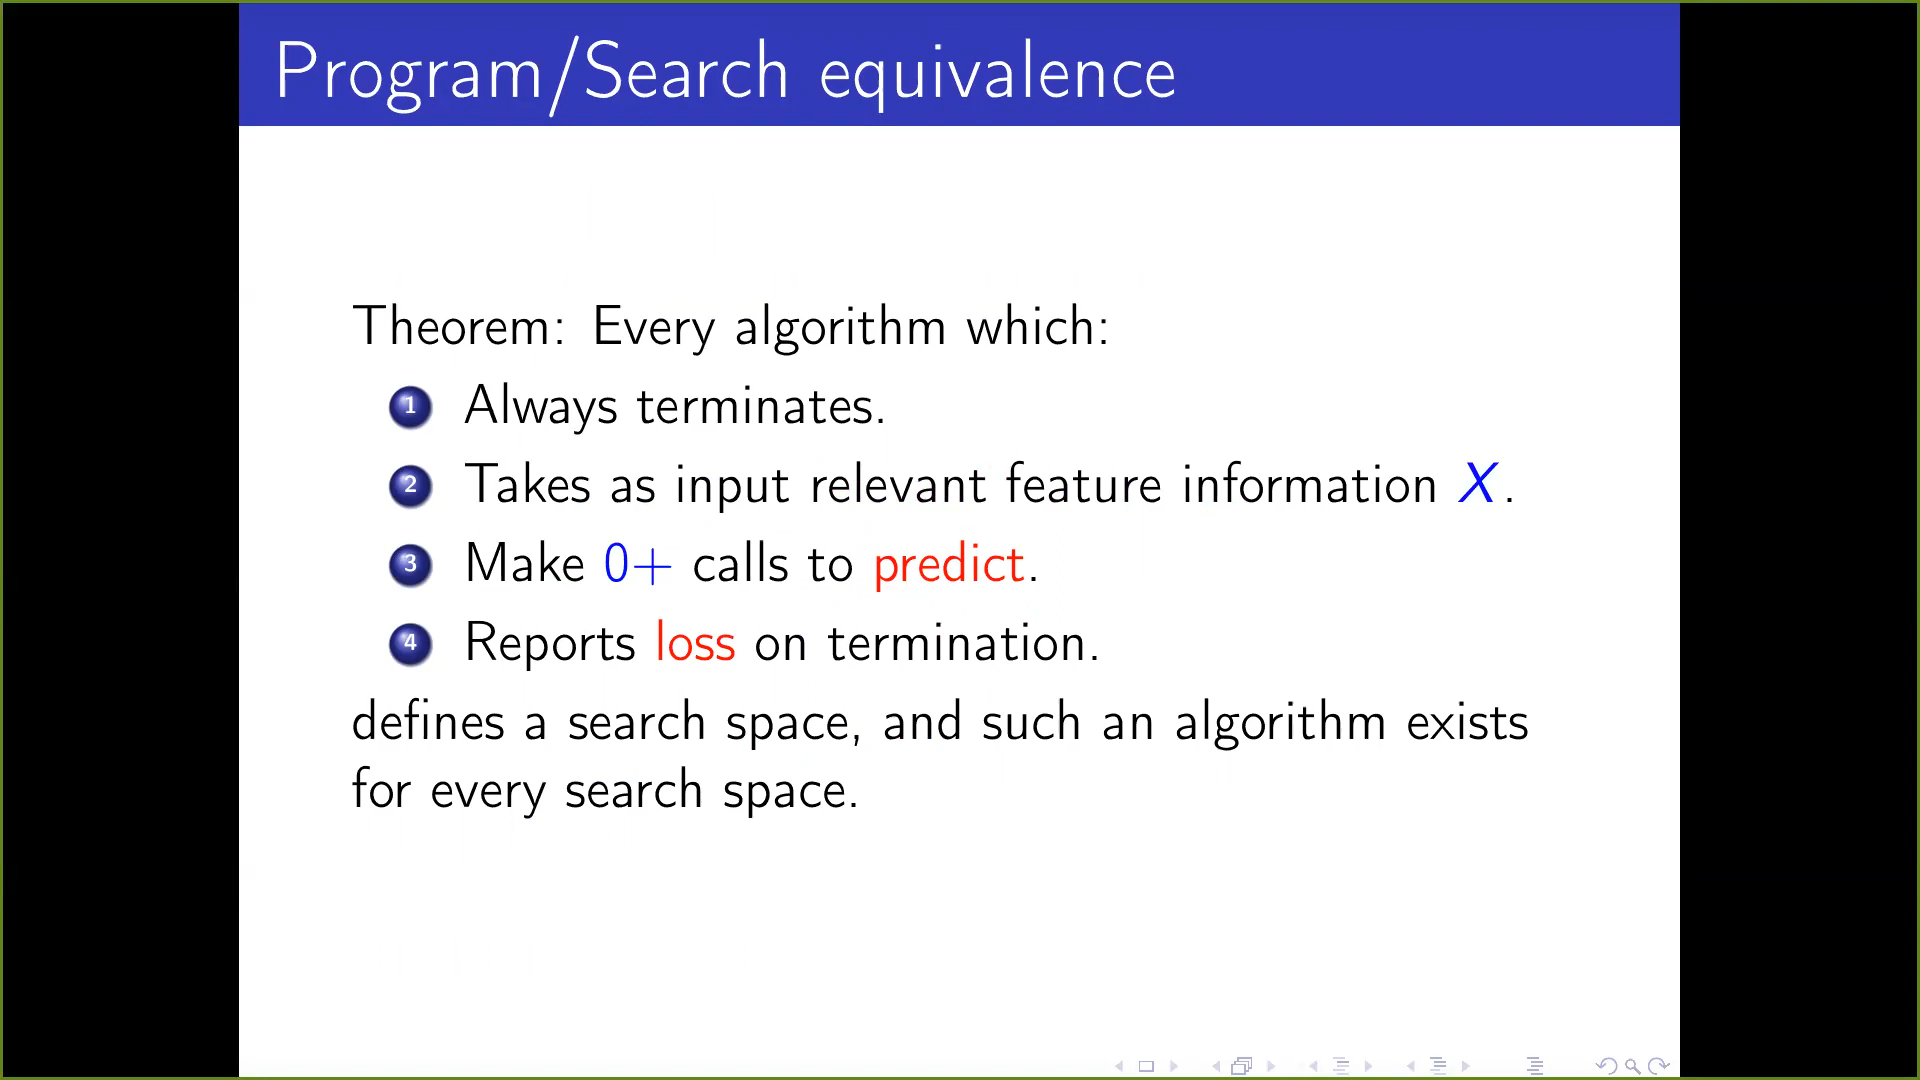 Program/Search equivalence
Theorem: Every algorithm which:
1 Always terminates.
2 Takes as input relevant feature information X.
3 Make 0+ calls to predict.
4 Reports loss on termination.
defines a search space, and such an algorithm exists
for every search space.